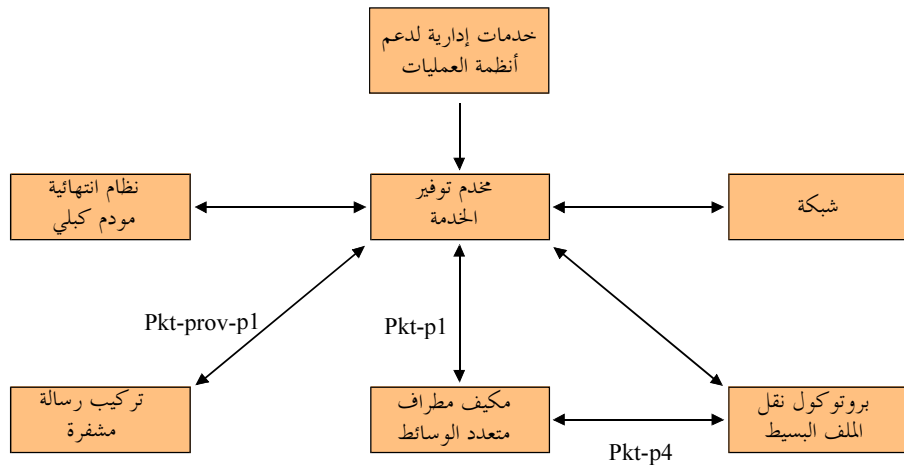 خدمات إدارية لدعم
أنظمة العمليات
نظام انتهائية
مودم كبلي
مخدم توفير
الخدمة
شبكة
Pkt-prov-p1
Pkt-p1
تركيب رسالة
مشفرة
مكيف مطراف
متعدد الوسائط
بروتوكول نقل
الملف البسيط
Pkt-p4